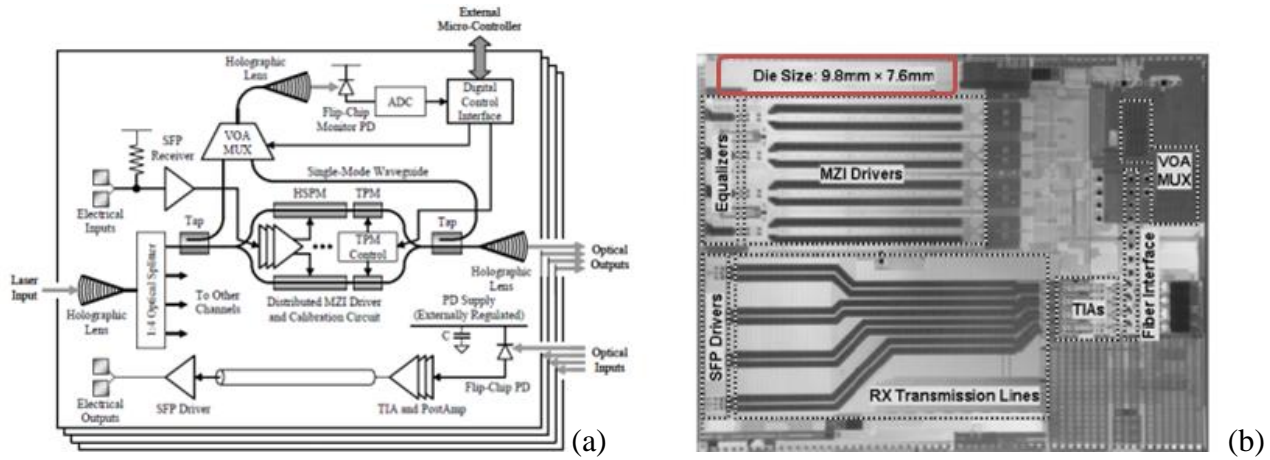 External
Micro-Controller
Holographic
Lens
Flip-Chip
Monitor PD
ADC
Digital
Control
Interface
SFP
Receiver
VOA
MUX
Single-Mode Waveguide
Electrical
Inputs
Tap
HSPM
TPM
Tap
TPM
Control
Optical
Outputs
Laser
Input
Holographic
Lens
1:4 Optical Splitter
To Other
Channels
Distributed MZI Driver
and Calibration Circuit
Holographic
Lens
PD Supply
(Externally Regulated)
C
Optical
Inputs
Flip-Chip PD
Electrical
Outputs
SFP Driver
TIA and PostAmp
(a)
Die Size: 9.8mm × 7.6mm
Equalizers
MZI Drivers
VOA
MUX
SFP Drivers
TIAs
Fiber Interface
RX Transmission Lines
(b)